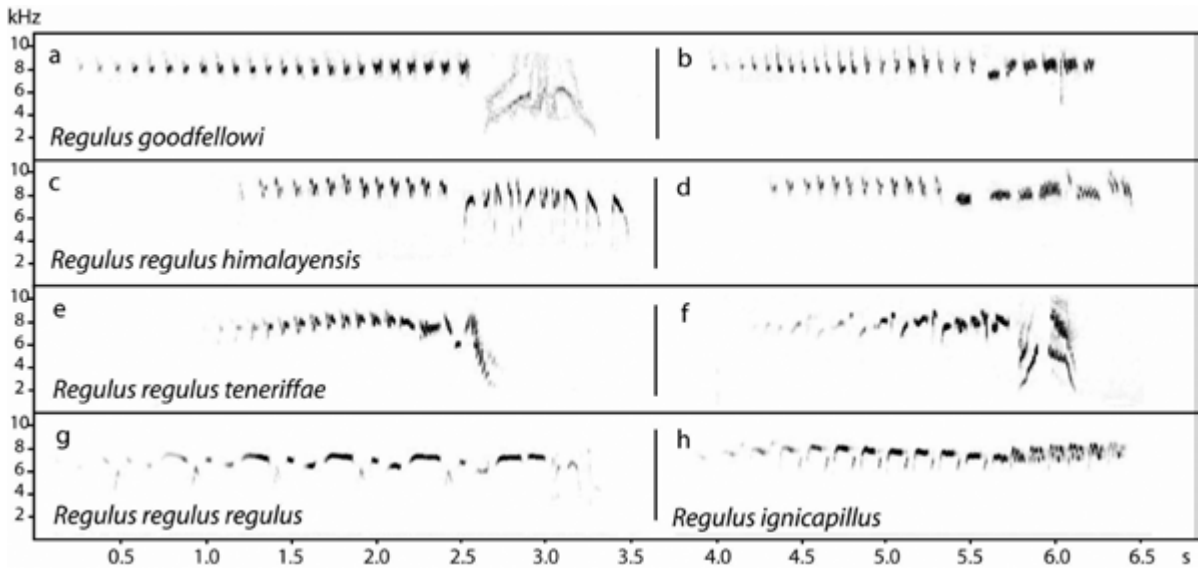 kHz
10 a b
8
6
4
2 Regulus goodfellowi
10 c d
8
6
4
2 Regulus regulus himalayensis
10 e f
8
6
4
2 Regulus regulus teneriffae
10 g h
8
6
4
2 Regulus regulus regulus Regulus ignicapillus
0.5 1.0 1.5 2.0 2.5 3.0 3.5 4.0 4.5 5.0 5.5 6.0 6.5 s